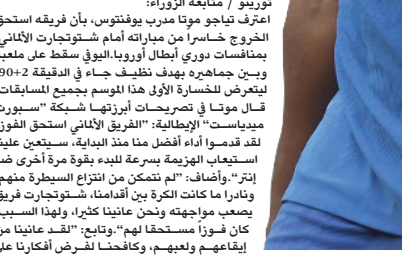 تورينو / متابعة الزوراء:
اعترف تياجو موتا مدرب يوفنتوس، بأن فريقه استحق
الخروج خاسراً من مباراته أمام شتوتجارت الألماني
بمنافسات دوري أبطال أوروبا.اليوفي سقط على ملعبه
وبين جماهيره بهدف نظيف جاء في الدقيقة 2+90
ليتعرض للخسارة الأولى هذا الموسم بجميع المسابقات
قال موتا في تصريحات أبرزتها شبكة "سبورت
ميدياست" الإيطالية: "الفريق الألماني استحق الفوز
لقد قدموا أداء أفضل منا منذ البداية، سيتعين علينا
استيعاب الهزيمة بسرعة للبدء بقوة مرة أخرى ضد
إنتر".وأضاف: "لم نتمكن من انتزاع السيطرة منهم
ونادرا ما كانت الكرة بين أقدامنا، شتوتجارت فريق
يصعب مواجهته ونحن عانينا كثيرا، ولهذا السبب
كان فوزاً مستحقا لهم".وتابع: "لقد عانينا من
إيقاعهم ولعبهم، وكافحنا لفرض أفكارنا على